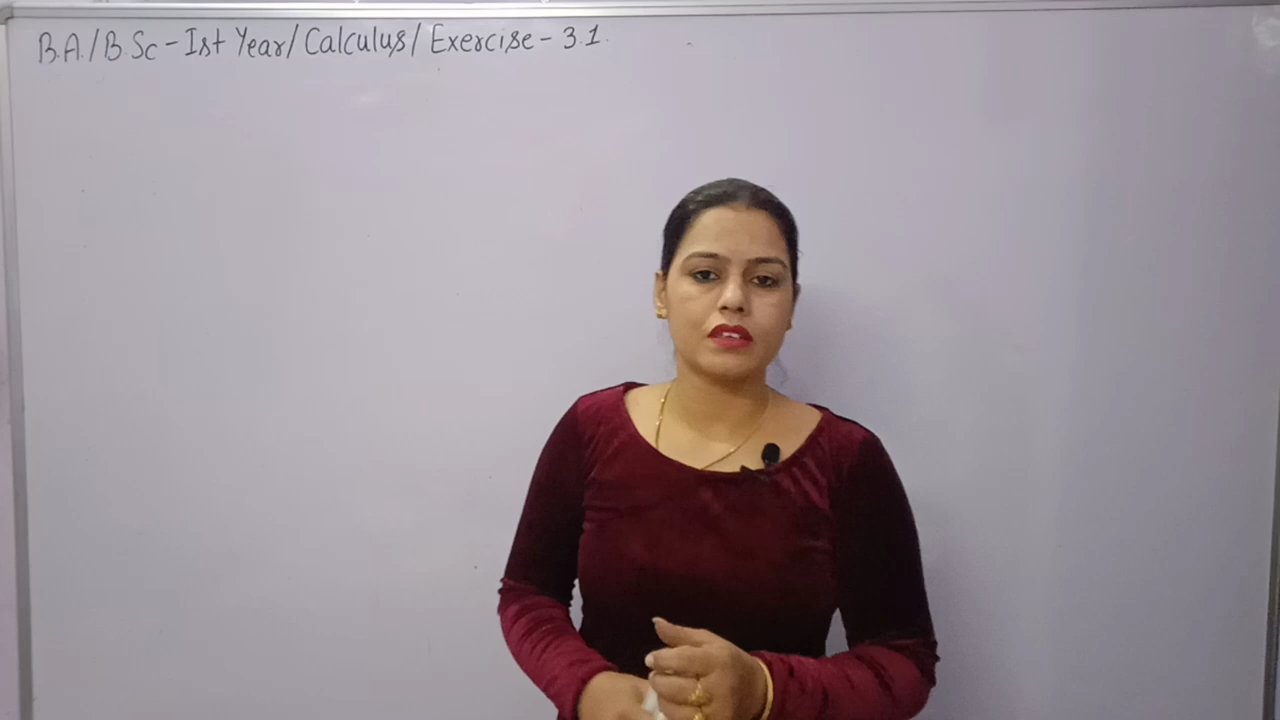 B.A./B.Sc - Ist Year/ Calculus/ Exercise - 3.1.